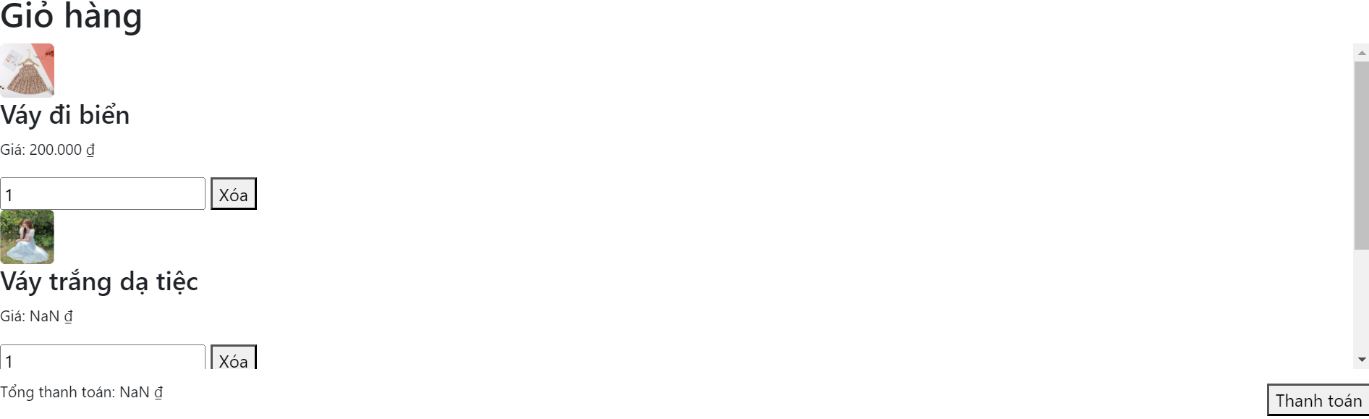 Giỏ hàng
Váy đi biển
Giá: 200.000 ₫
1 Xóa
Váy trắng dạ tiệc
Giá: NaN ₫
1 Xóa
Tổng thanh toán: NaN ₫ Thanh toán